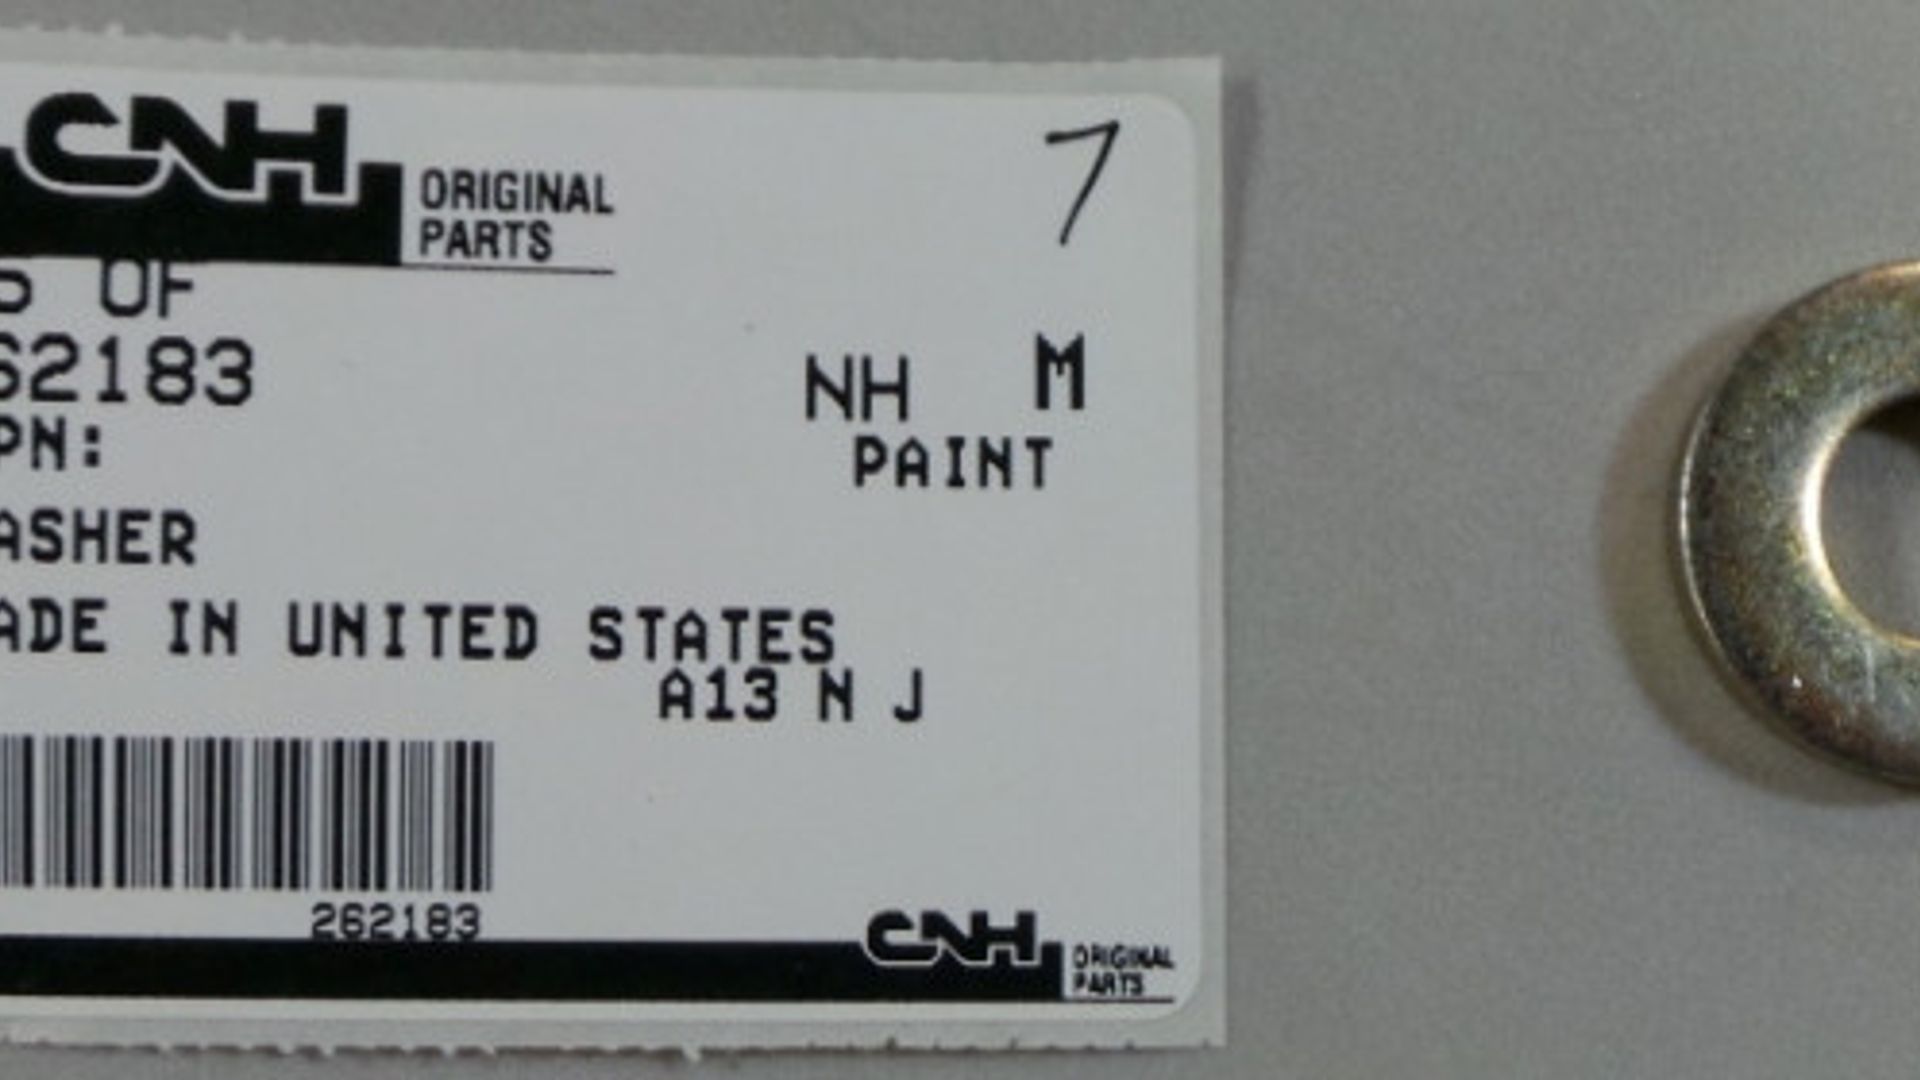 CNH ORIGINAL PARTS
7
S OF
62183
NH M
PN:
PAINT
ASHER
ADE IN UNITED STATES
A13 N J
262183
CNH ORIGINAL PARTS